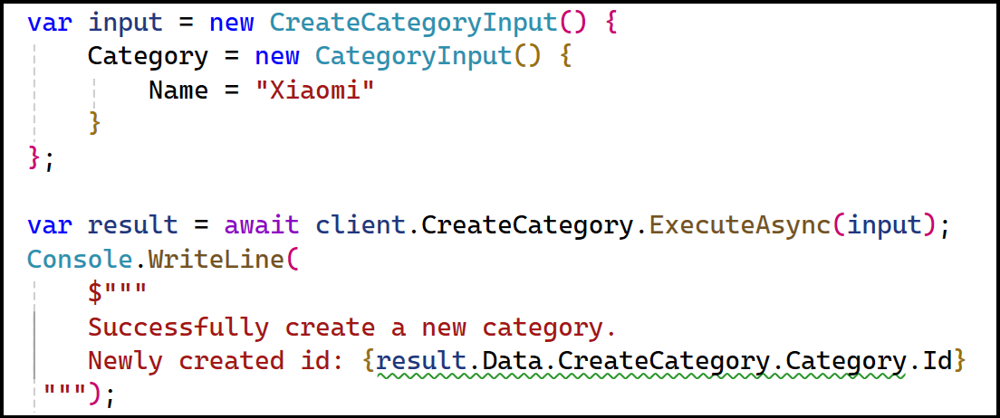 var input = new CreateCategoryInput() {
    Category = new CategoryInput() {
        Name = "Xiaomi"
    }
};

var result = await client.CreateCategory.ExecuteAsync(input);
Console.WriteLine(
    $"""
    Successfully create a new category.
    Newly created id: {result.Data.CreateCategory.Category.Id}
 """);